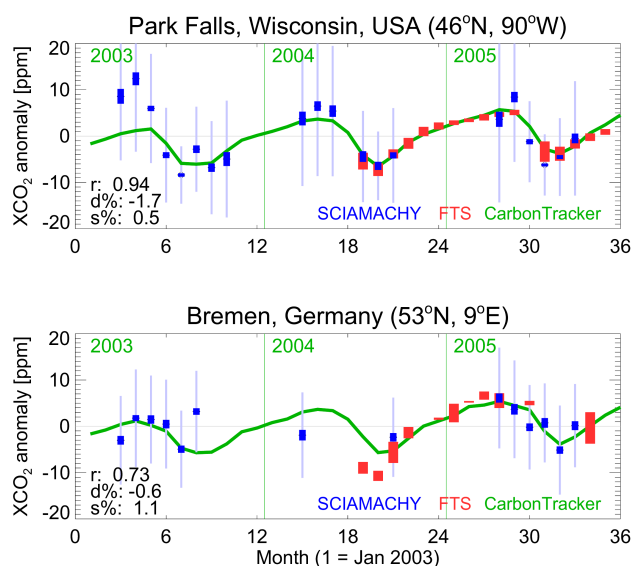 Park Falls, Wisconsin, USA (46°N, 90°W)
XCO₂ anomaly [ppm]
20
10
0
-10
-20
2003
2004
2005
r: 0.94
d%: -1.7
s%: 0.5
SCIAMACHY FTS CarbonTracker
0 6 12 18 24 30 36
Bremen, Germany (53°N, 9°E)
XCO₂ anomaly [ppm]
20
10
0
-10
-20
2003
2004
2005
r: 0.73
d%: -0.6
s%: 1.1
SCIAMACHY FTS CarbonTracker
0 6 12 18 24 30 36
Month (1 = Jan 2003)